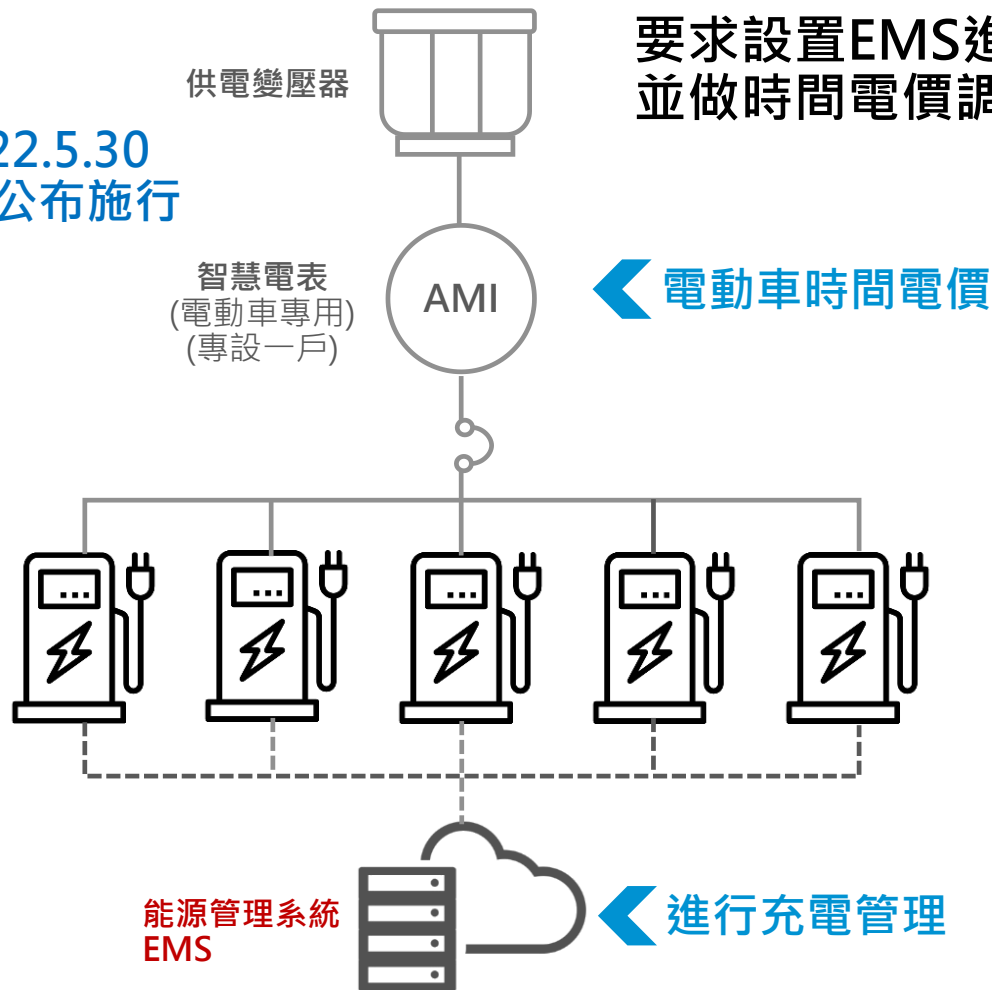 要求設置EMS進
並做時間電價調
供電變壓器
22.5.30
公布施行
智慧電表
(電動車專用)
(專設一戶)
AMI
電動車時間電價
能源管理系統
EMS
進行充電管理